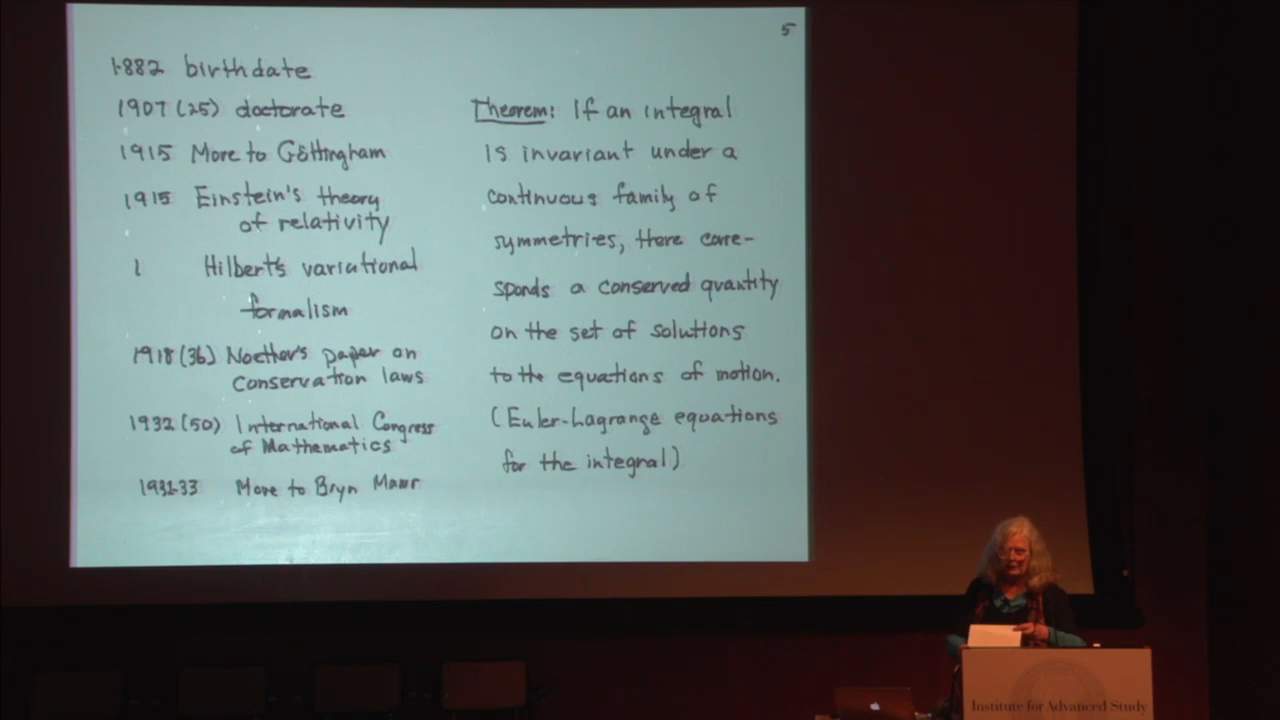 5
1882 birthdate
1907 (25) doctorate
1915 Move to Göttingham
1915 Einstein's theory
of relativity
Hilbert's variational
formalism
1918 (36) Noether's paper on
Conservation laws
1932 (50) International Congress
of Mathematics
1932-33 Move to Bryn Mawr
Theorem: If an integral
is invariant under a
continuous family of
symmetries, there corre-
sponds a conserved quantity
on the set of solutions
to the equations of motion.
(Euler-Lagrange equations
for the integral)
Institute for Advanced Study